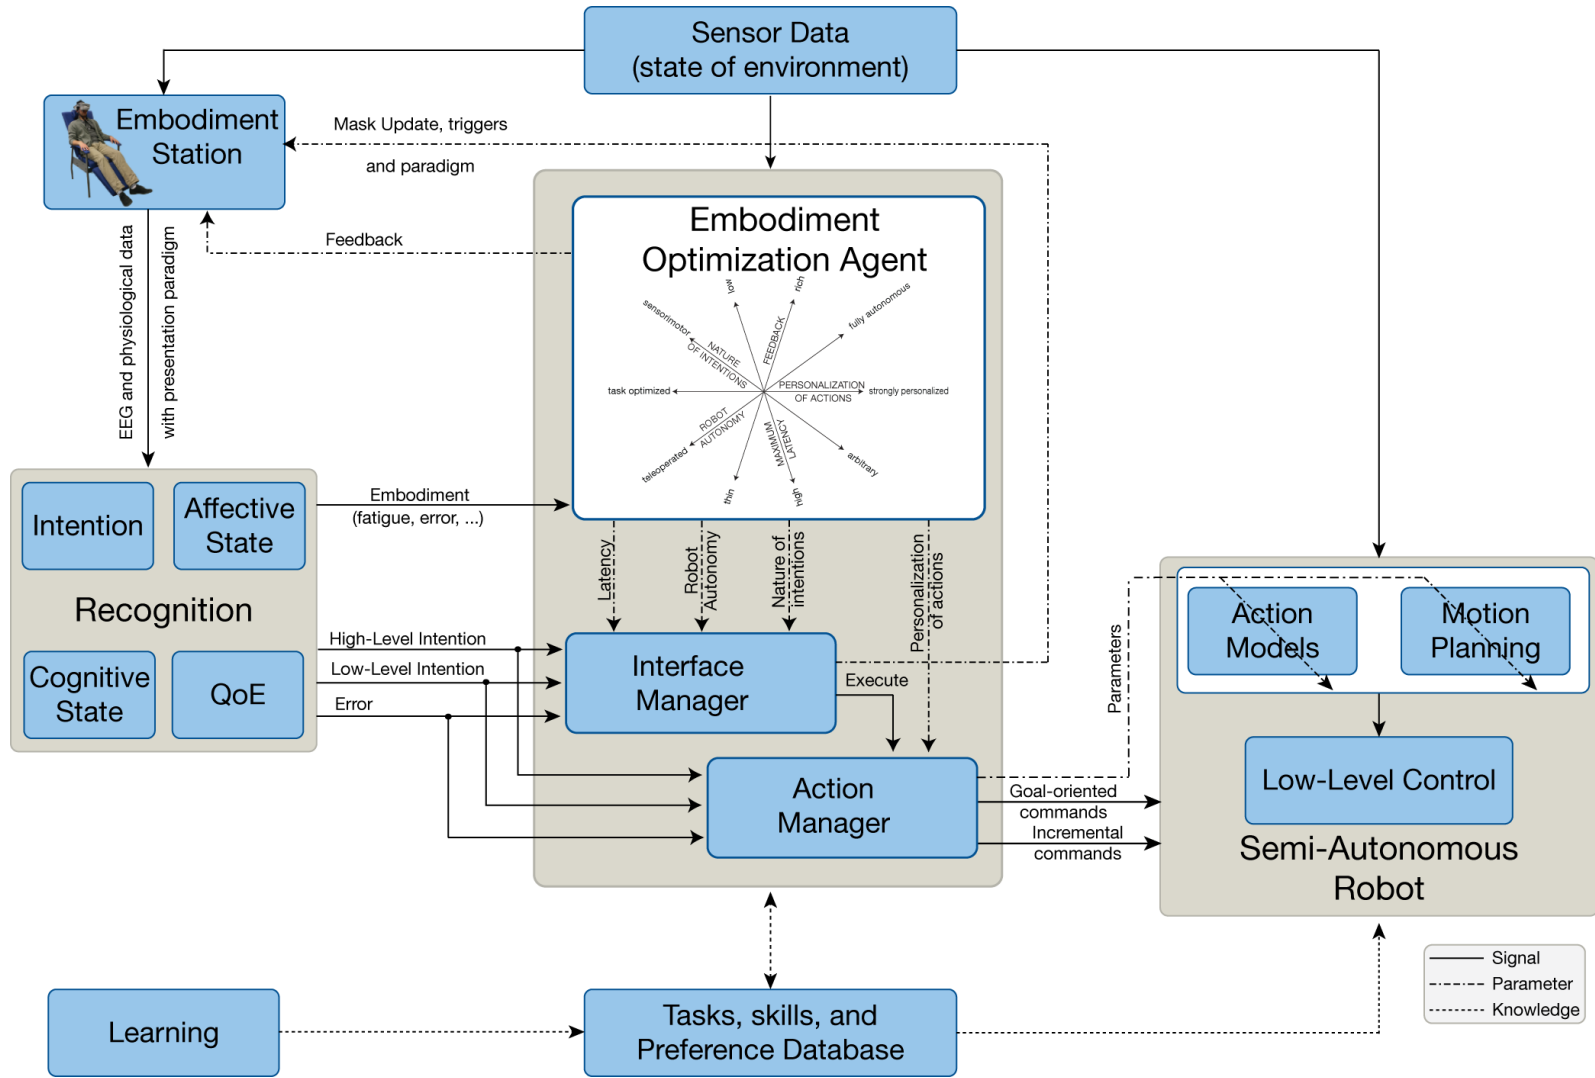 Sensor Data
(state of environment)
Embodiment
Station
Mask Update, triggers
and paradigm
Feedback
EEG and physiological data
with presentation paradigm
Embodiment
Optimization Agent
low
rich
sensorimotor
fully autonomous
NATURE
OF INTENTIONS
FEEDBACK
task optimized
PERSONALIZATION
OF ACTIONS
strongly personalized
ROBOT
AUTONOMY
MAXIMUM
LATENCY
teleoperated
arbitrary
thin
high
Intention
Affective
State
Recognition
Cognitive
State
QoE
Embodiment
(fatigue, error, ...)
High-Level Intention
Low-Level Intention
Error
Latency
Robot
Autonomy
Nature of
intentions
Personalization
of actions
Interface
Manager
Execute
Action
Manager
Parameters
Goal-oriented
commands
Incremental
commands
Action
Models
Motion
Planning
Low-Level Control
Semi-Autonomous
Robot
Learning
Tasks, skills, and
Preference Database
Signal
Parameter
Knowledge